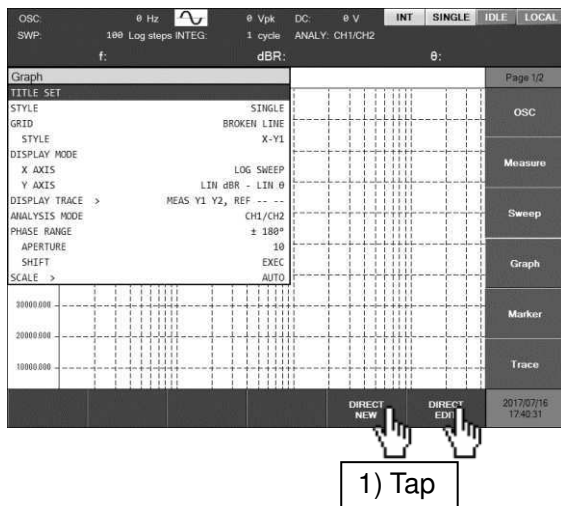 OSC: 0 Hz 0 Vpk DC: 0 V INT SINGLE IDLE LOCAL
SWP: 100 Log steps INTEG: 1 cycle ANALY: CH1/CH2
f: dBR: θ:
Graph
TITLE SET
STYLE SINGLE
GRID BROKEN LINE
STYLE X-Y1
DISPLAY MODE
X AXIS LOG SWEEP
Y AXIS LIN dBR - LIN θ
DISPLAY TRACE > MEAS Y1 Y2, REF -- --
ANALYSIS MODE CH1/CH2
PHASE RANGE ± 180°
APERTURE 10
SHIFT EXEC
SCALE > AUTO
30000.000
20000.000
10000.000
Page 1/2
OSC
Measure
Sweep
Graph
Marker
Trace
DIRECT NEW
DIRECT
2017/07/16
17:40:31
1) Tap